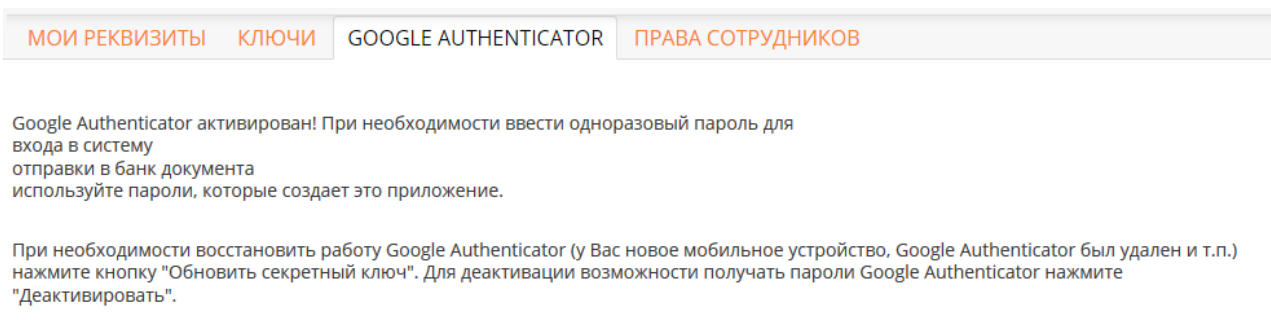 МОИ РЕКВИЗИТЫ КЛЮЧИ GOOGLE AUTHENTICATOR ПРАВА СОТРУДНИКОВ
Google Authenticator активирован! При необходимости ввести одноразовый пароль для
входа в систему
отправки в банк документа
используйте пароли, которые создает это приложение.
При необходимости восстановить работу Google Authenticator (у Вас новое мобильное устройство, Google Authenticator был удален и т.п.)
нажмите кнопку "Обновить секретный ключ". Для деактивации возможности получать пароли Google Authenticator нажмите
"Деактивировать".